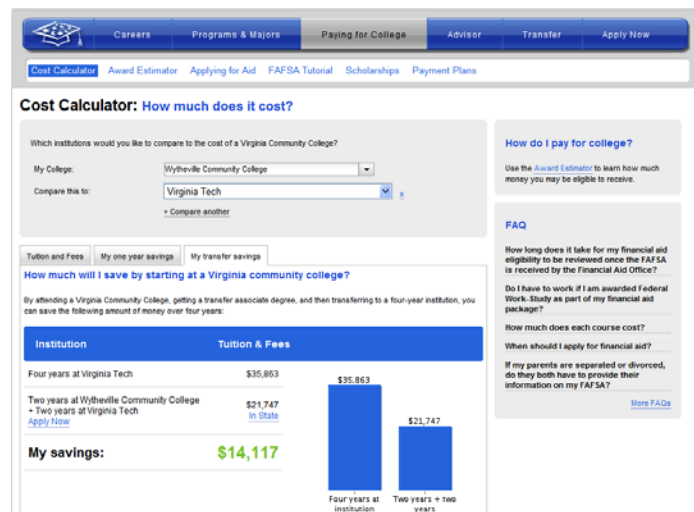 Careers Programs & Majors Paying for College Advisor Transfer Apply Now
Cost Calculator Award Estimator Applying for Aid FAFSA Tutorial Scholarships Payment Plans
Cost Calculator: How much does it cost?
Which institutions would you like to compare to the cost of a Virginia Community College?
My College: Wytheville Community College
Compare this to: Virginia Tech x
+ Compare another
How do I pay for college?
Use the Award Estimator to learn how much
money you may be eligible to receive.
FAQ
How long does it take for my financial aid
eligibility to be reviewed once the FAFSA
is received by the Financial Aid Office?
Do I have to work if I am awarded Federal
Work-Study as part of my financial aid
package?
How much does each course cost?
When should I apply for financial aid?
If my parents are separated or divorced,
do they both have to provide their
information on my FAFSA?
More FAQs
Tuition and Fees My one year savings My transfer savings
How much will I save by starting at a Virginia community college?
By attending a Virginia Community College, getting a transfer associate degree, and then transferring to a four-year institution, you
can save the following amount of money over four years:
Institution Tuition & Fees
Four years at Virginia Tech $35,863
Two years at Wytheville Community College
+ Two years at Virginia Tech
Apply Now
$21,747
In State
My savings: $14,117
$35.863
$21,747
Four years at
institution
Two years + two
years